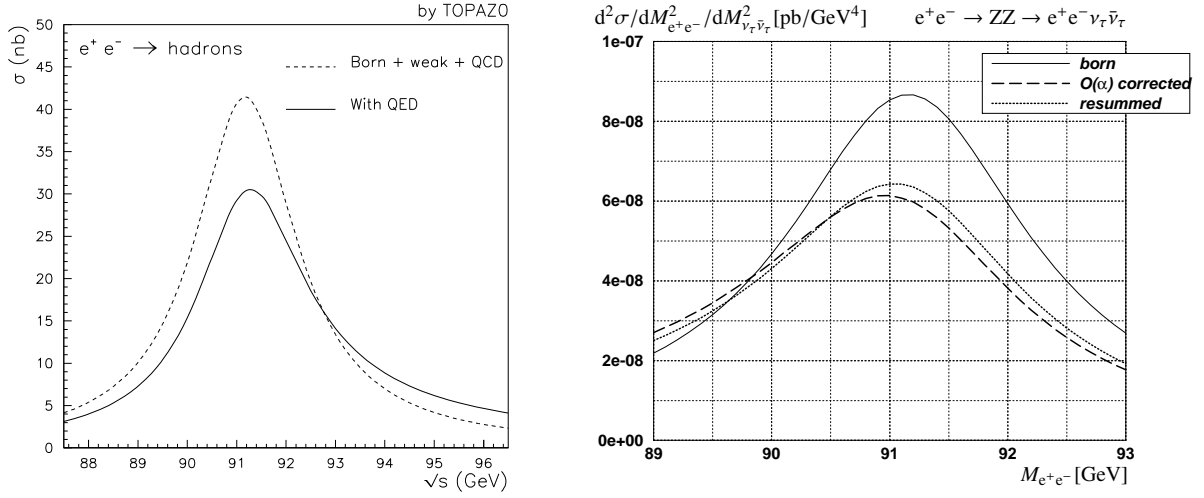 by TOPAZ0
σ (nb)
e⁺ e⁻ → hadrons
Born + weak + QCD
With QED
50
45
40
35
30
25
20
15
10
5
0
88 89 90 91 92 93 94 95 96
√s (GeV)
d²σ/dM²e⁺e⁻/dM²ντν̄τ [pb/GeV⁴] e⁺e⁻ → ZZ → e⁺e⁻ντν̄τ
born
O(α) corrected
resummed
1e-07
8e-08
6e-08
4e-08
2e-08
0e+00
89 90 91 92 93
Me⁺e⁻ [GeV]